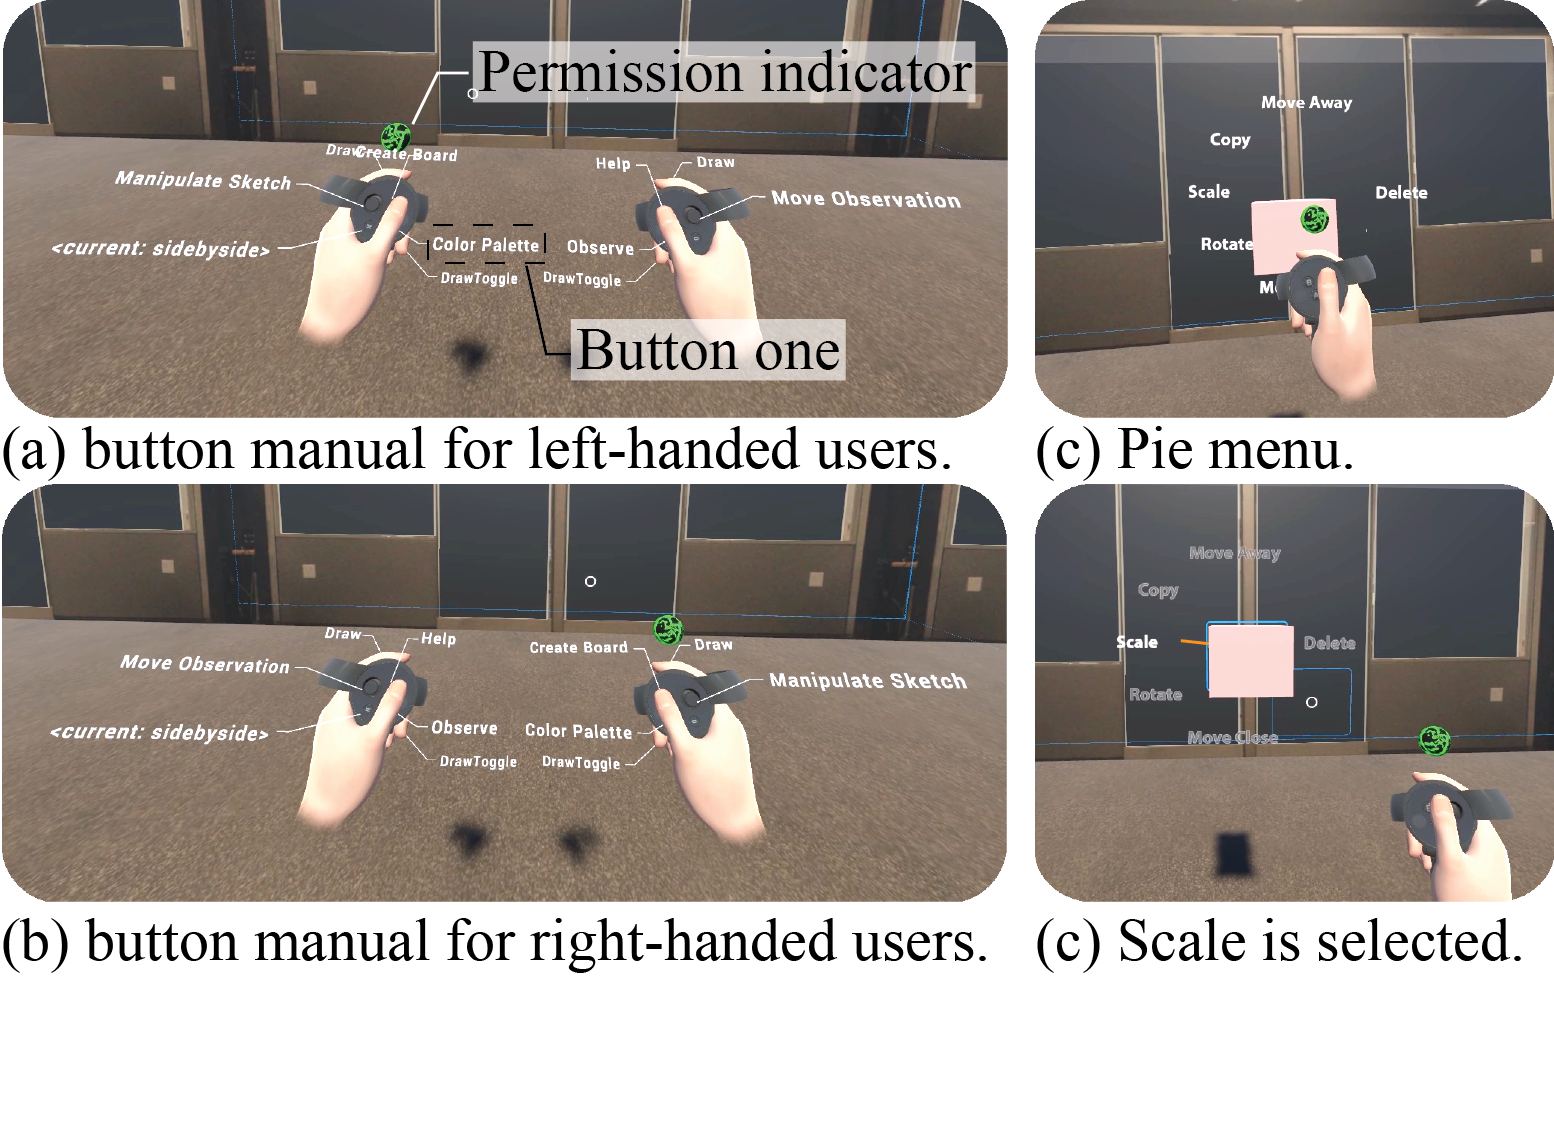 Permission indicator
Draw
Create Board
Manipulate Sketch
<current: sidebyside>
Color Palette
DrawToggle
Help
Draw
Move Observation
Observe
DrawToggle
Button one
(a) button manual for left-handed users.
Move Away
Copy
Scale
Delete
Rotate
(c) Pie menu.
Draw
Help
Move Observation
<current: sidebyside>
Observe
DrawToggle
Create Board
Draw
Manipulate Sketch
Color Palette
DrawToggle
(b) button manual for right-handed users.
Move Away
Copy
Scale
Delete
Rotate
Move Close
(c) Scale is selected.